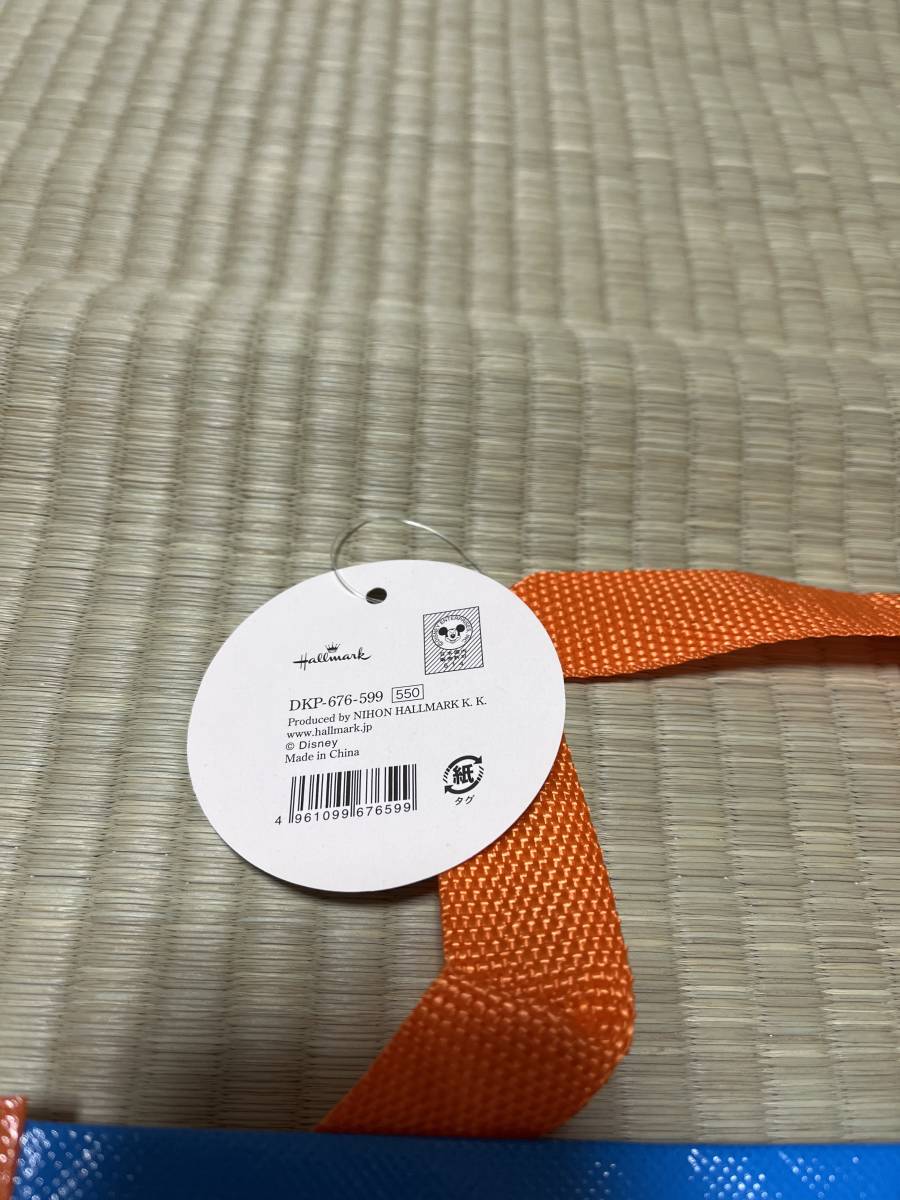 Hallmark
DKP-676-599 550
Produced by NIHON HALLMARK K. K.
www.hallmark.jp
© Disney
Made in China
4 961099 676599
紙
タグ